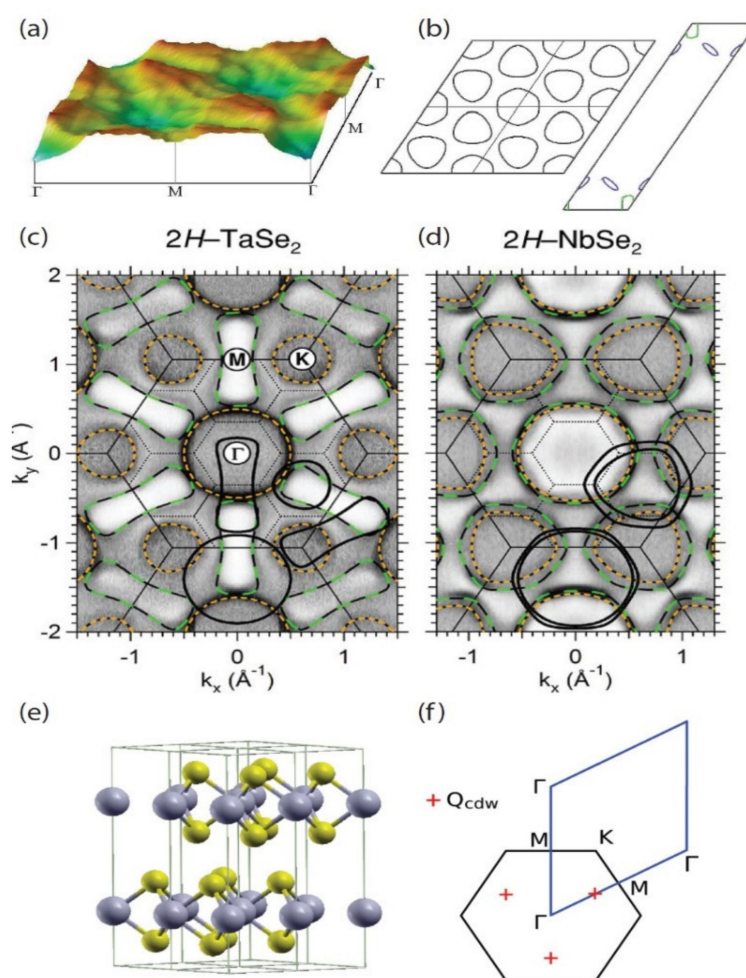 (a)
Γ
M
Γ
M
Γ
(b)
(c)
2H–TaSe2
2
1
0
-1
-2
ky (Å-1)
-1
0
1
kx (Å-1)
M
K
Γ
(d)
2H–NbSe2
-1
0
1
kx (Å-1)
(e)
(f)
+ Qcdw
Γ
M
K
Γ
M
Γ